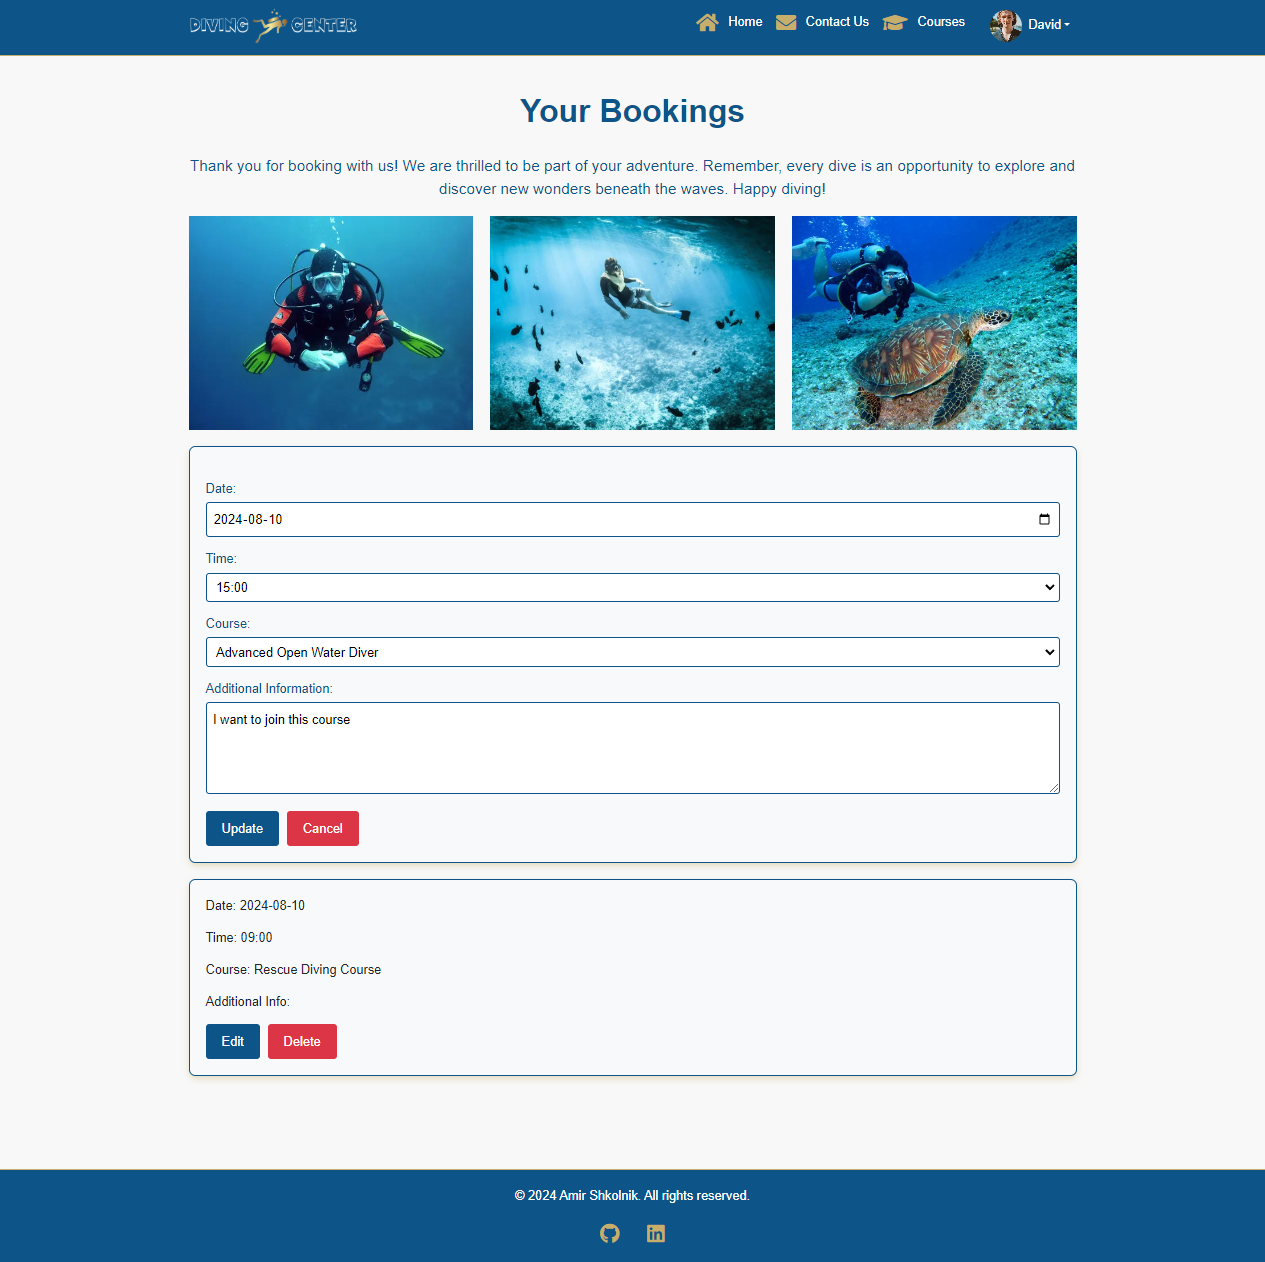 DIVING CENTER
Home
Contact Us
Courses
David
Your Bookings
Thank you for booking with us! We are thrilled to be part of your adventure. Remember, every dive is an opportunity to explore and
discover new wonders beneath the waves. Happy diving!
Date:
2024-08-10
Time:
15:00
Course:
Advanced Open Water Diver
Additional Information:
I want to join this course
Update
Cancel
Date: 2024-08-10
Time: 09:00
Course: Rescue Diving Course
Additional Info:
Edit
Delete
© 2024 Amir Shkolnik. All rights reserved.